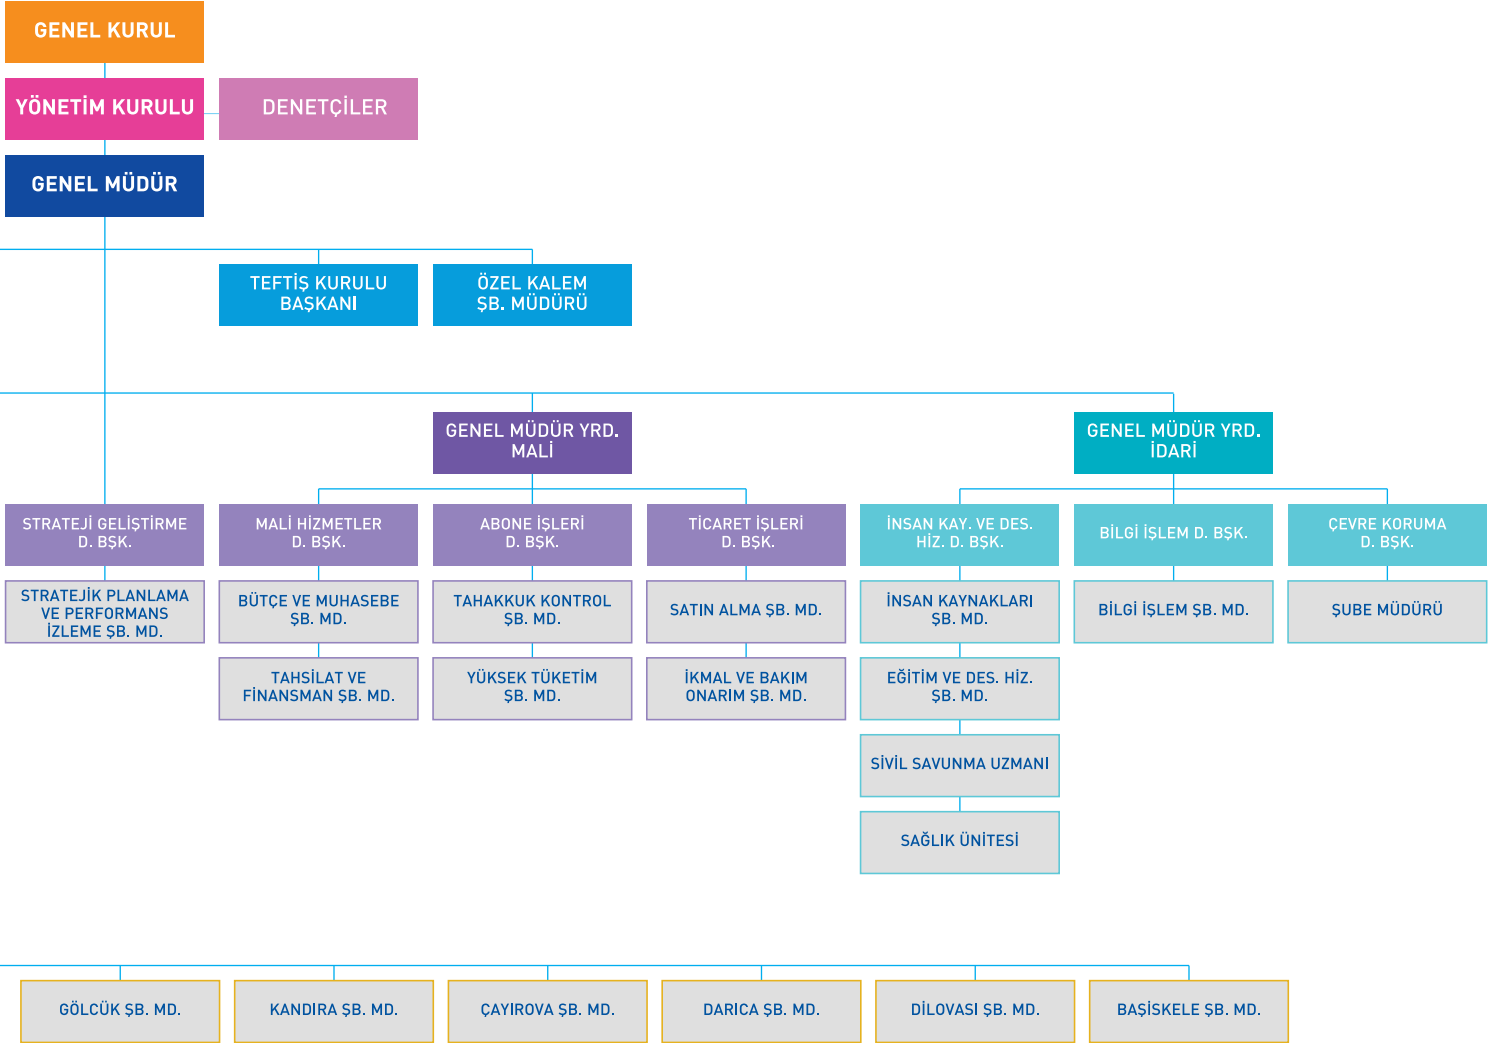 GENEL KURUL
YÖNETİM KURULU
DENETÇİLER
GENEL MÜDÜR
TEFTİŞ KURULU
BAŞKANI
ÖZEL KALEM
ŞB. MÜDÜRÜ
GENEL MÜDÜR YRD.
MALİ
GENEL MÜDÜR YRD.
İDARİ
STRATEJİ GELİŞTİRME
D. BŞK.
MALİ HİZMETLER
D. BŞK.
ABONE İŞLERİ
D. BŞK.
TİCARET İŞLERİ
D. BŞK.
İNSAN KAY. VE DES.
HİZ. D. BŞK.
BİLGİ İŞLEM D. BŞK.
ÇEVRE KORUMA
D. BŞK.
STRATEJİK PLANLAMA
VE PERFORMANS
İZLEME ŞB. MD.
BÜTÇE VE MUHASEBE
ŞB. MD.
TAHAKKUK KONTROL
ŞB. MD.
SATIN ALMA ŞB. MD.
İNSAN KAYNAKLARI
ŞB. MD.
BİLGİ İŞLEM ŞB. MD.
ŞUBE MÜDÜRÜ
TAHSİLAT VE
FİNANSMAN ŞB. MD.
YÜKSEK TÜKETİM
ŞB. MD.
İKMAL VE BAKIM
ONARIM ŞB. MD.
EĞİTİM VE DES. HİZ.
ŞB. MD.
SİVİL SAVUNMA UZMANI
SAĞLIK ÜNİTESİ
GÖLCÜK ŞB. MD.
KANDIRA ŞB. MD.
ÇAYIROVA ŞB. MD.
DARICA ŞB. MD.
DİLOVASI ŞB. MD.
BAŞİSKELE ŞB. MD.